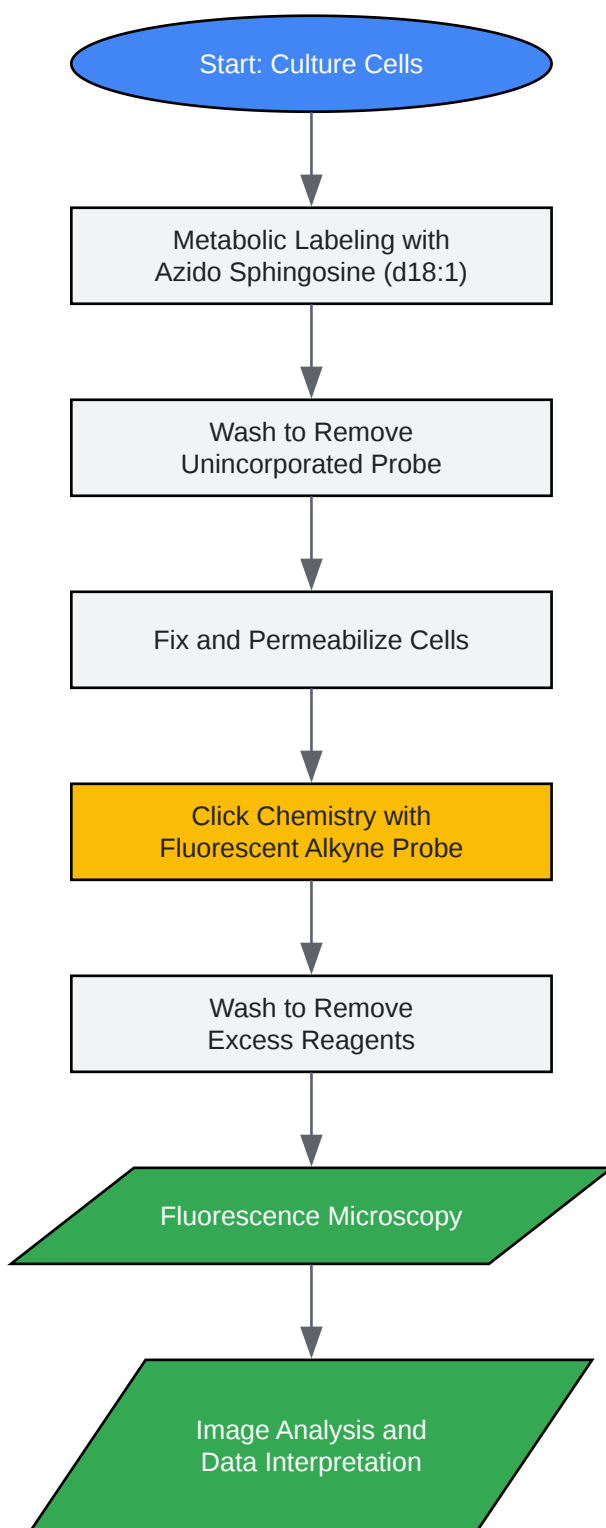 Start: Culture Cells
Metabolic Labeling with
Azido Sphingosine (d18:1)
Wash to Remove
Unincorporated Probe
Fix and Permeabilize Cells
Click Chemistry with
Fluorescent Alkyne Probe
Wash to Remove
Excess Reagents
Fluorescence Microscopy
Image Analysis and
Data Interpretation